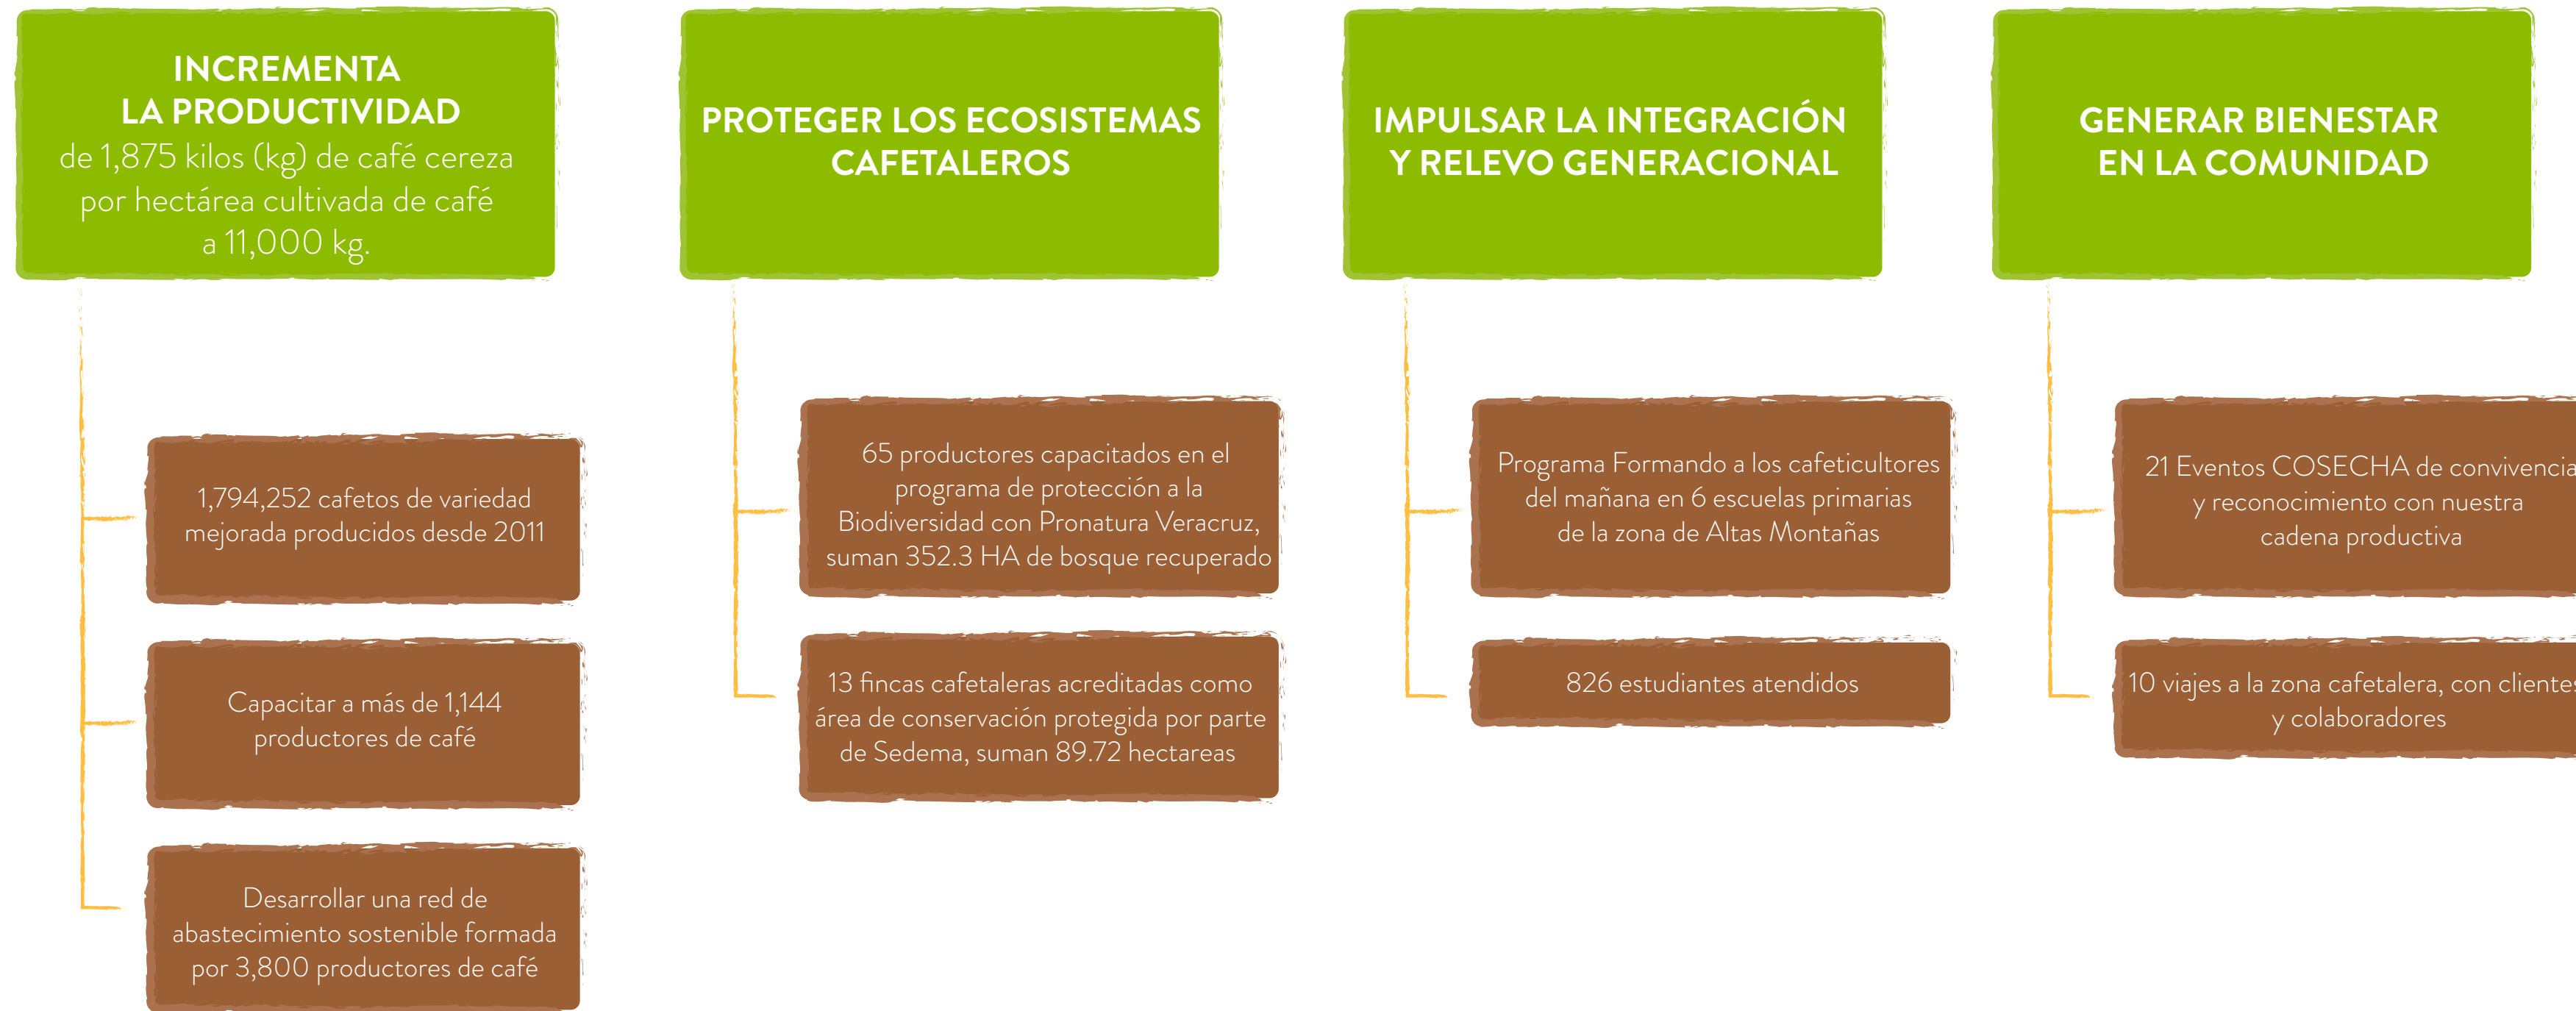 INCREMENTA
LA PRODUCTIVIDAD
de 1,875 kilos (kg) de café cereza
por hectárea cultivada de café
a 11,000 kg.
1,794,252 cafetos de variedad
mejorada producidos desde 2011
Capacitar a más de 1,144
productores de café
Desarrollar una red de
abastecimiento sostenible formada
por 3,800 productores de café
PROTEGER LOS ECOSISTEMAS
CAFETALEROS
65 productores capacitados en el
programa de protección a la
Biodiversidad con Pronatura Veracruz,
suman 352.3 HA de bosque recuperado
13 fincas cafetaleras acreditadas como
área de conservación protegida por parte
de Sedema, suman 89.72 hectareas
IMPULSAR LA INTEGRACIÓN
Y RELEVO GENERACIONAL
Programa Formando a los cafeticultores
del mañana en 6 escuelas primarias
de la zona de Altas Montañas
826 estudiantes atendidos
GENERAR BIENESTAR
EN LA COMUNIDAD
21 Eventos COSECHA de convivencia
y reconocimiento con nuestra
cadena productiva
10 viajes a la zona cafetalera, con clientes
y colaboradores